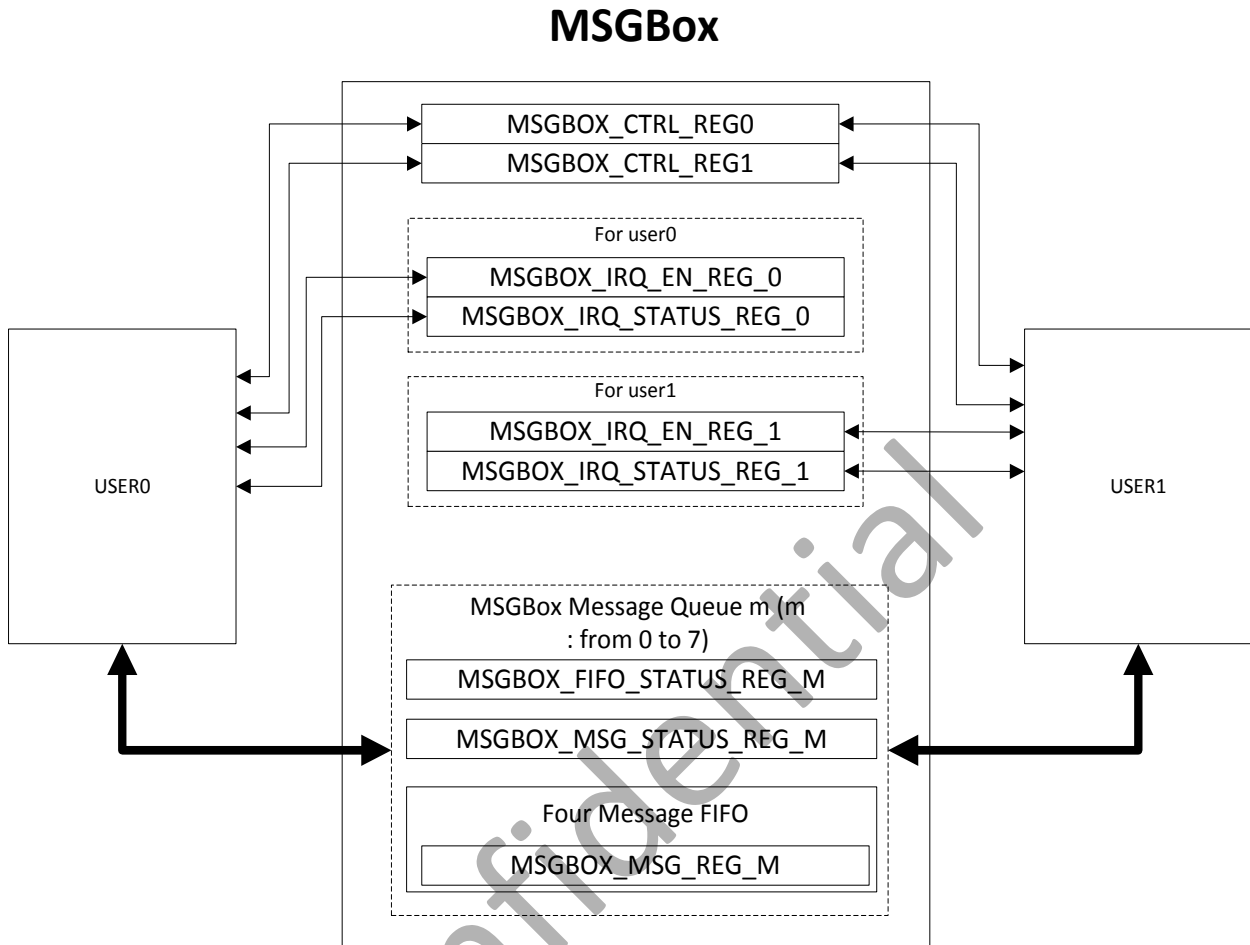 MSGBox
MSGBOX_CTRL_REG0
MSGBOX_CTRL_REG1
For user0
MSGBOX_IRQ_EN_REG_0
MSGBOX_IRQ_STATUS_REG_0
For user1
MSGBOX_IRQ_EN_REG_1
MSGBOX_IRQ_STATUS_REG_1
USER0
USER1
MSGBox Message Queue m (m
: from 0 to 7)
MSGBOX_FIFO_STATUS_REG_M
MSGBOX_MSG_STATUS_REG_M
Four Message FIFO
MSGBOX_MSG_REG_M
nfidential